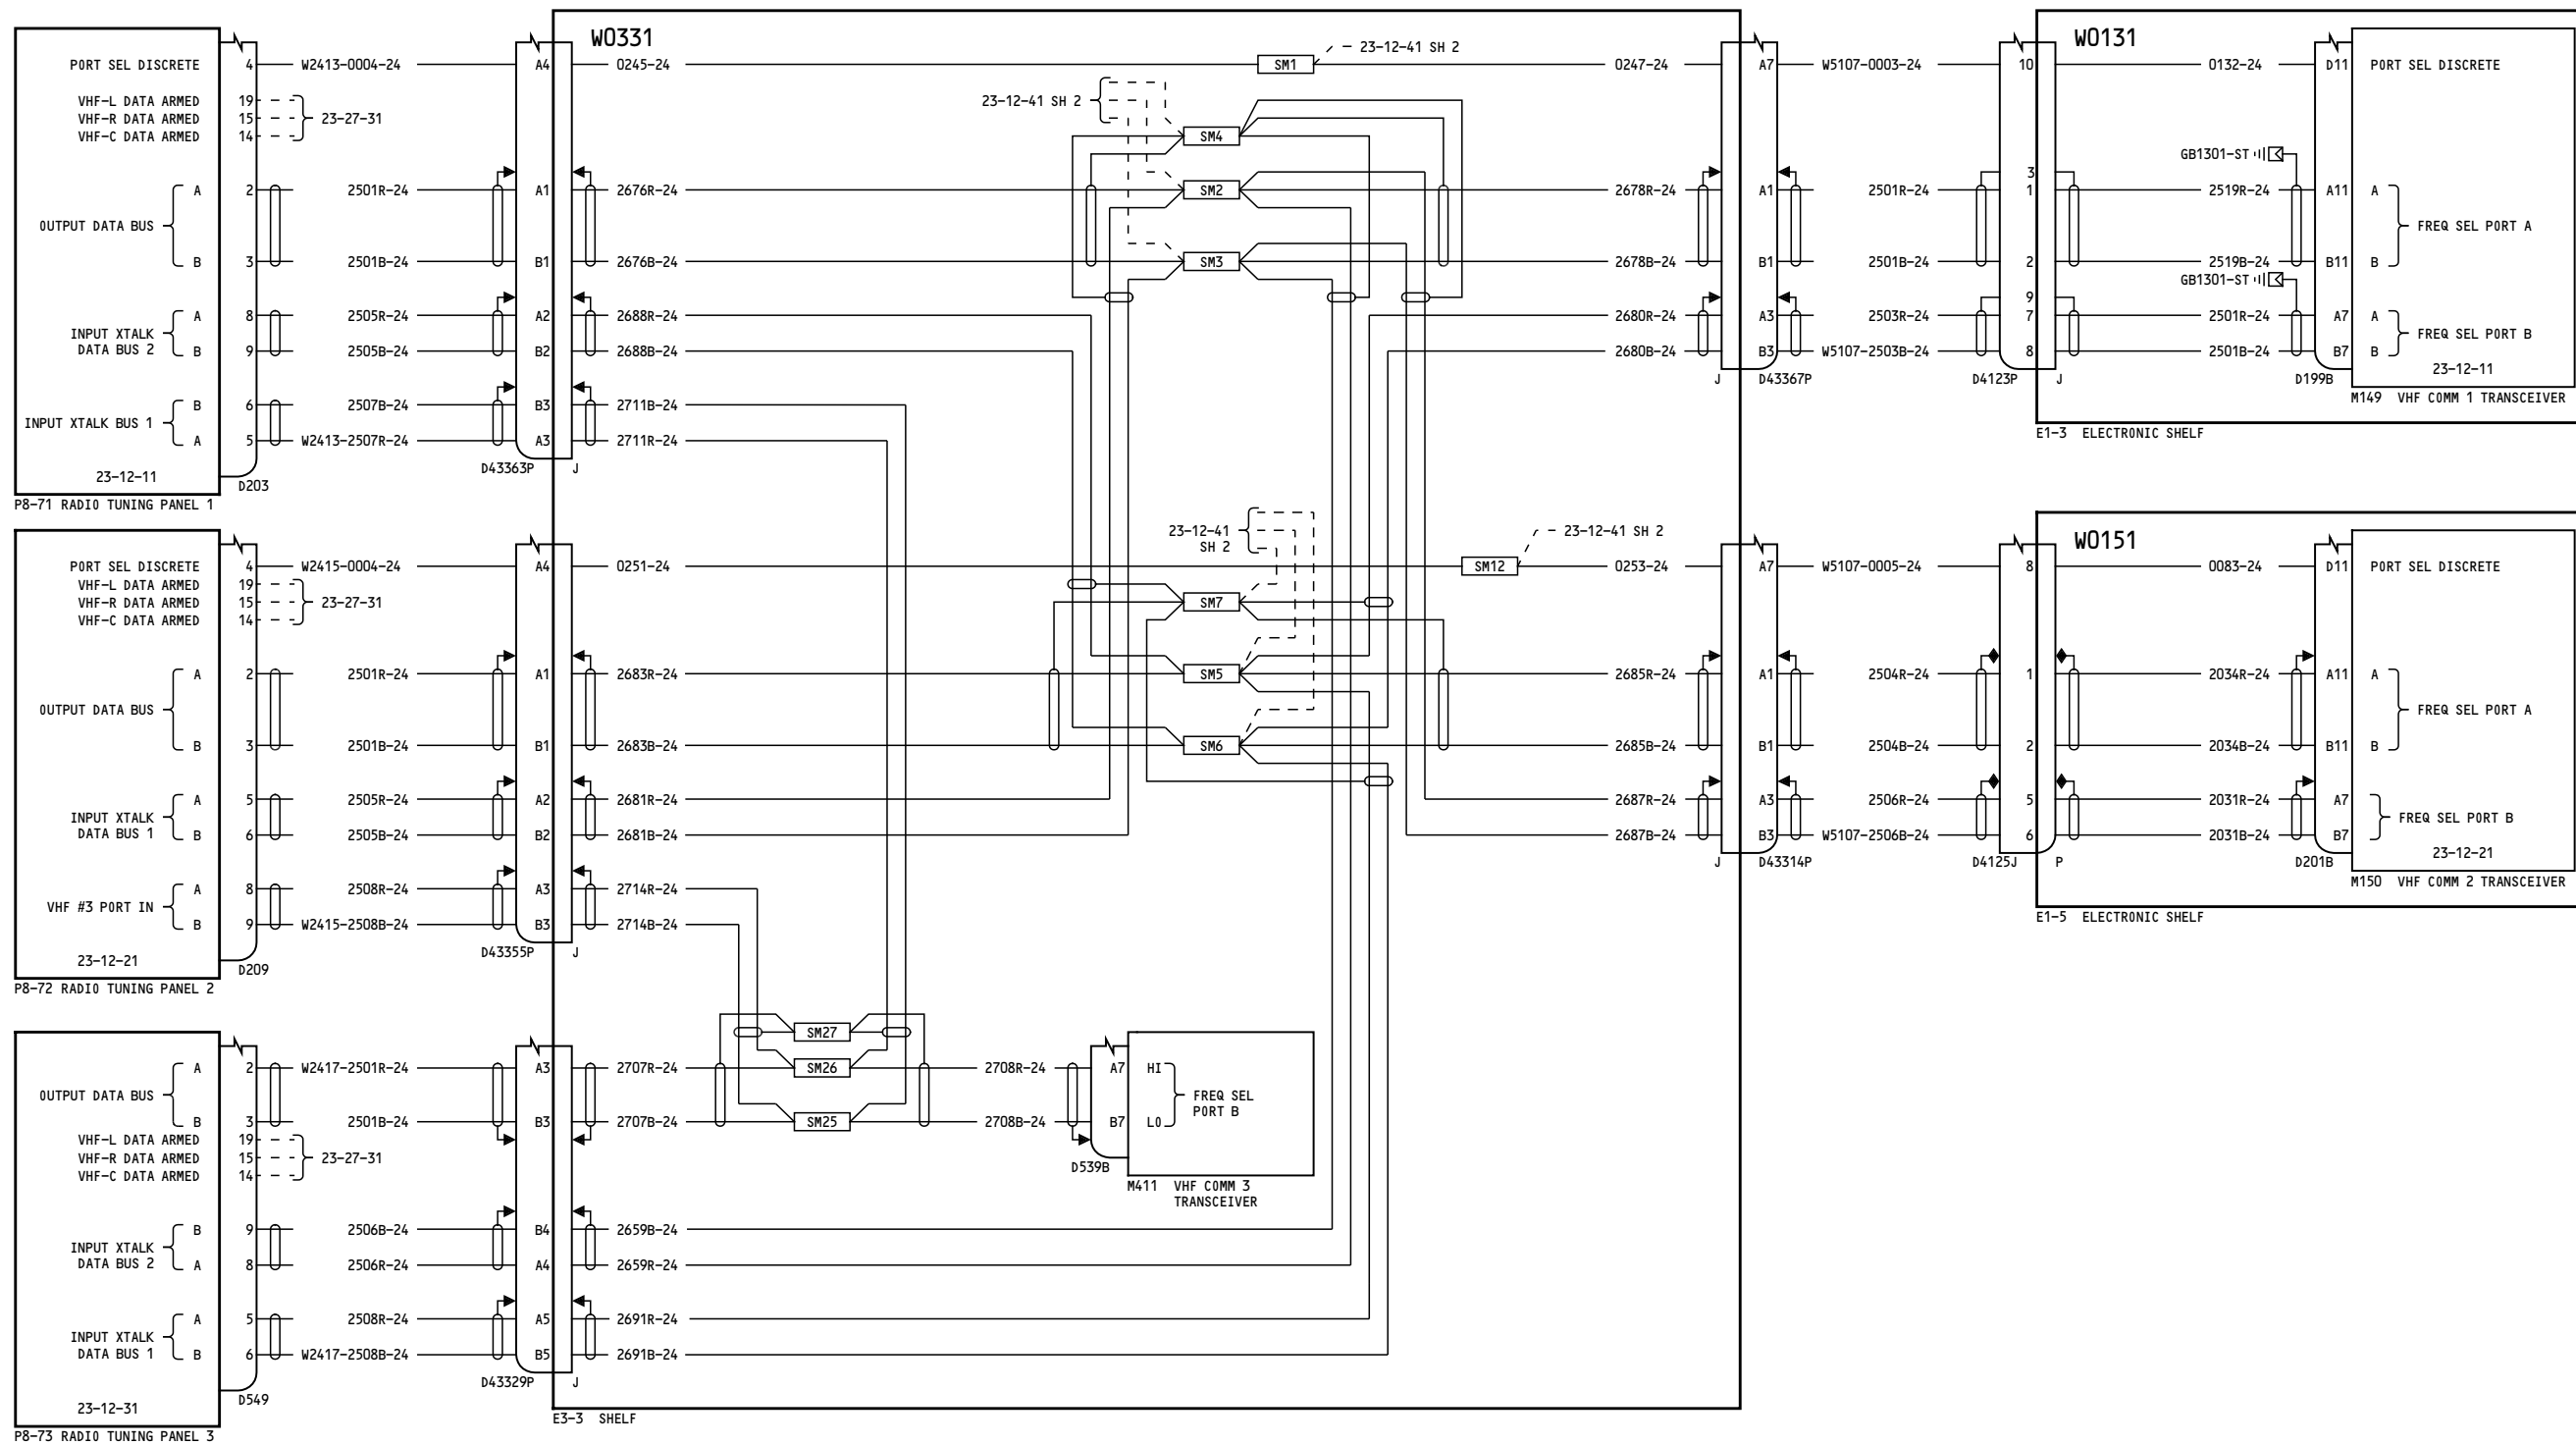 WO331
PORT SEL DISCRETE 4 W2413-0004-24 A4 0245-24 SM1 23-12-41 SH 2 0247-24 A7 W5107-0003-24 10
VHF-L DATA ARMED 19
VHF-R DATA ARMED 15 23-27-31
VHF-C DATA ARMED 14
23-12-41 SH 2
SM4
OUTPUT DATA BUS
A 2 2501R-24 A1 2676R-24 SM2 2678R-24 A1 2501R-24 3 1
B 3 2501B-24 B1 2676B-24 SM3 2678B-24 B1 2501B-24 2
INPUT XTALK
DATA BUS 2
A 8 2505R-24 A2 2688R-24 2680R-24 A3 2503R-24 9 7
B 9 2505B-24 B2 2688B-24 2680B-24 B3 W5107-2503B-24 8
J D43367P D4123P J
INPUT XTALK BUS 1
B 6 2507B-24 B3 2711B-24
A 5 W2413-2507R-24 A3 2711R-24
D43363P J
23-12-11
D203
P8-71 RADIO TUNING PANEL 1
WO131
0132-24 D11 PORT SEL DISCRETE
GB1301-ST
2519R-24 A11 A
FREQ SEL PORT A
2519B-24 B11 B
GB1301-ST
2501R-24 A7 A
FREQ SEL PORT B
2501B-24 B7 B
23-12-11
D199B
M149 VHF COMM 1 TRANSCEIVER
E1-3 ELECTRONIC SHELF
PORT SEL DISCRETE 4 W2415-0004-24 A4 0251-24 SM12 23-12-41 SH 2 0253-24 A7 W5107-0005-24 8
VHF-L DATA ARMED 19
VHF-R DATA ARMED 15 23-27-31
VHF-C DATA ARMED 14
23-12-41
SH 2
SM7
OUTPUT DATA BUS
A 2 2501R-24 A1 2683R-24 SM5 2685R-24 A1 2504R-24 1
B 3 2501B-24 B1 2683B-24 SM6 2685B-24 B1 2504B-24 2
INPUT XTALK
DATA BUS 1
A 5 2505R-24 A2 2681R-24 2687R-24 A3 2506R-24 5
B 6 2505B-24 B2 2681B-24 2687B-24 B3 W5107-2506B-24 6
J D43314P D4125J P
VHF #3 PORT IN
A 8 2508R-24 A3 2714R-24
B 9 W2415-2508B-24 B3 2714B-24
D43355P J
23-12-21
D209
P8-72 RADIO TUNING PANEL 2
WO151
0083-24 D11 PORT SEL DISCRETE
2034R-24 A11 A
FREQ SEL PORT A
2034B-24 B11 B
2031R-24 A7
FREQ SEL PORT B
2031B-24 B7
23-12-21
D201B
M150 VHF COMM 2 TRANSCEIVER
E1-5 ELECTRONIC SHELF
SM27
OUTPUT DATA BUS
A 2 W2417-2501R-24 A3 2707R-24 SM26 2708R-24 A7 HI
FREQ SEL
PORT B
B 3 2501B-24 B3 2707B-24 SM25 2708B-24 B7 LO
VHF-L DATA ARMED 19
VHF-R DATA ARMED 15 23-27-31
VHF-C DATA ARMED 14
D539B
M411 VHF COMM 3
TRANSCEIVER
INPUT XTALK
DATA BUS 2
B 9 2506B-24 B4 2659B-24
A 8 2506R-24 A4 2659R-24
INPUT XTALK
DATA BUS 1
A 5 2508R-24 A5 2691R-24
B 6 W2417-2508B-24 B5 2691B-24
D43329P J
23-12-31
D549
P8-73 RADIO TUNING PANEL 3
E3-3 SHELF